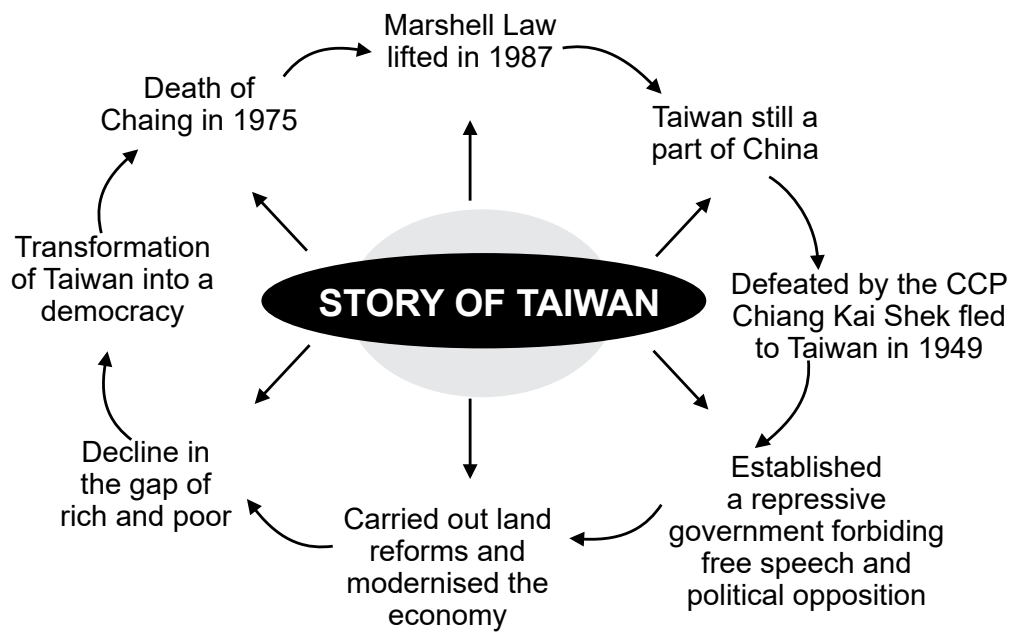 Marshell Law
lifted in 1987
Death of
Chaing in 1975
Taiwan still a
part of China
Transformation
of Taiwan into a
democracy
STORY OF TAIWAN
Defeated by the CCP
Chiang Kai Shek fled
to Taiwan in 1949
Decline in
the gap of
rich and poor
Carried out land
reforms and
modernised the
economy
Established
a repressive
government forbiding
free speech and
political opposition